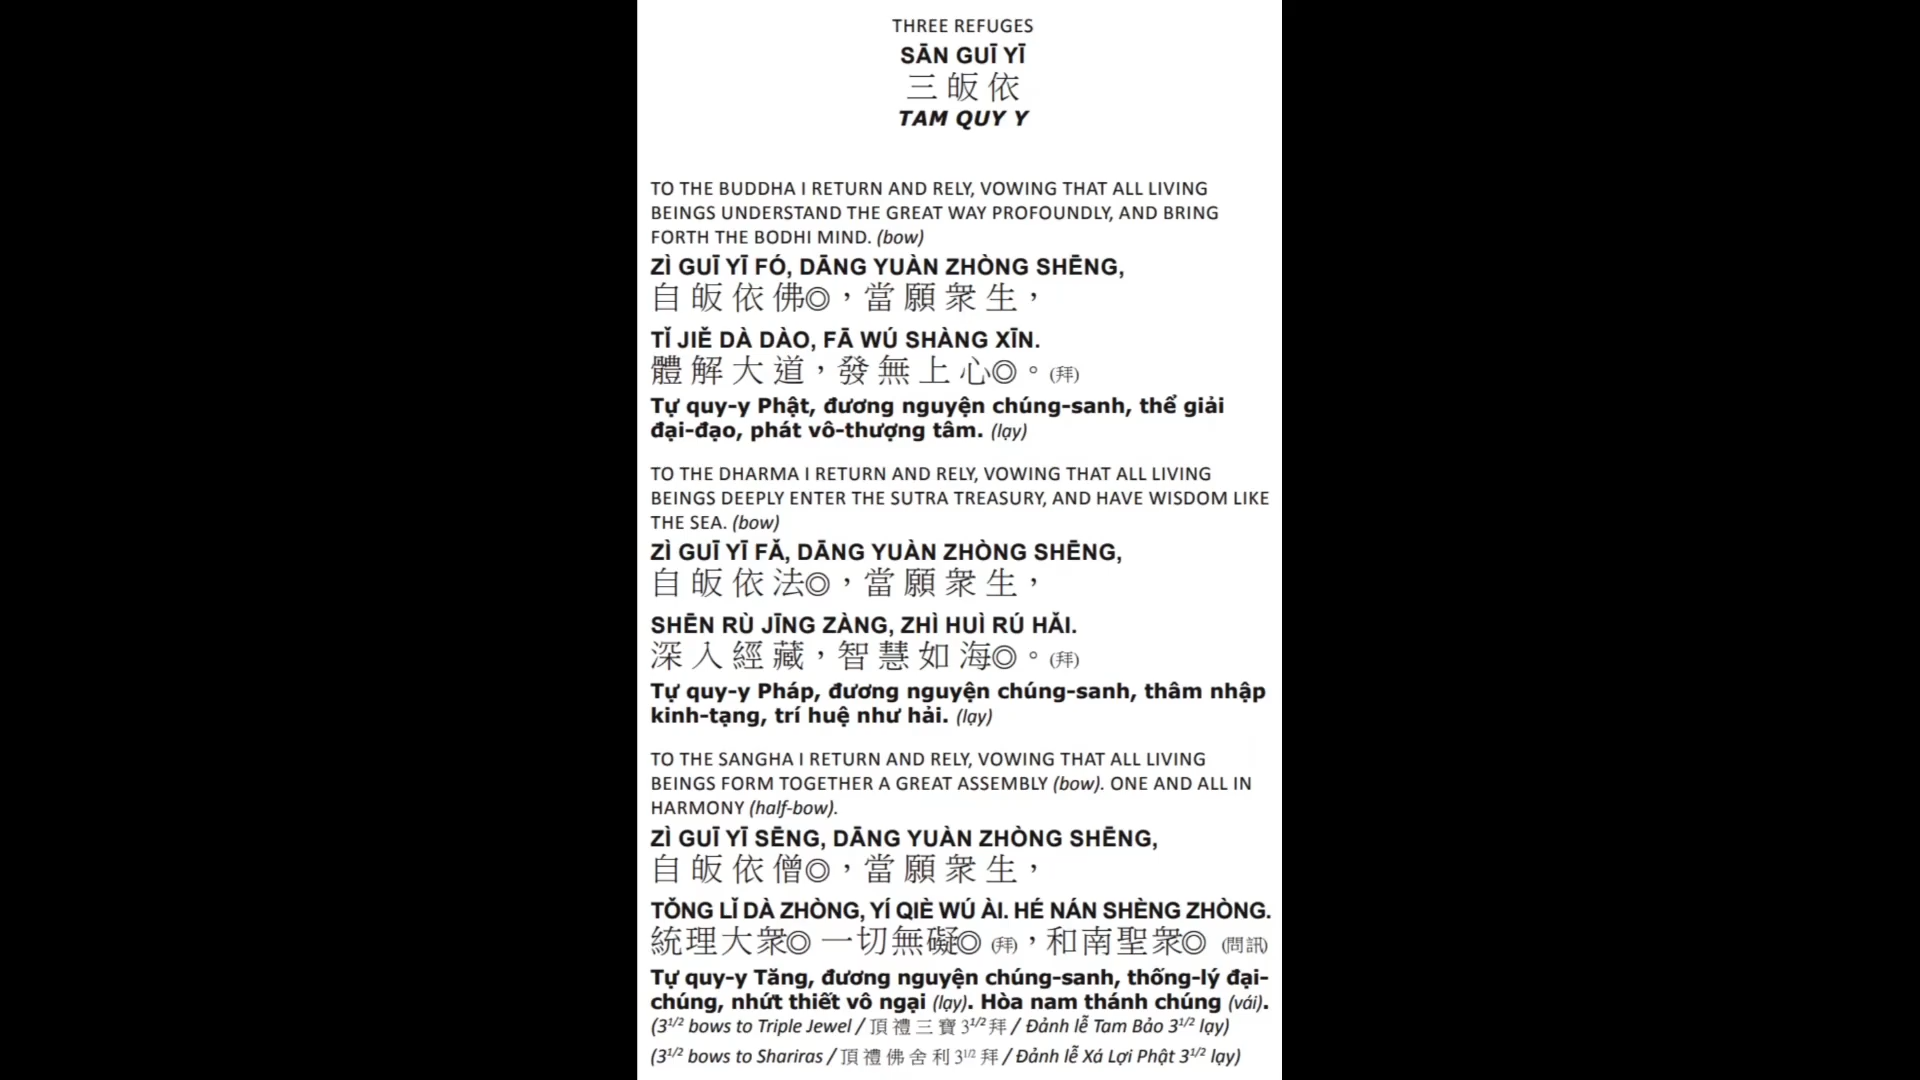 THREE REFUGES
SĀN GUĪ YĪ
三皈依
TAM QUY Y
TO THE BUDDHA I RETURN AND RELY, VOWING THAT ALL LIVING
BEINGS UNDERSTAND THE GREAT WAY PROFOUNDLY, AND BRING
FORTH THE BODHI MIND. (bow)
ZÌ GUĪ YĪ FÓ, DĀNG YUÀN ZHÒNG SHĒNG,
自皈依佛◎，當願衆生，
TǏ JIĚ DÀ DÀO, FĀ WÚ SHÀNG XĪN.
體解大道，發無上心◎。(拜)
Tự quy-y Phật, đương nguyện chúng-sanh, thể giải
đại-đạo, phát vô-thượng tâm. (lạy)
TO THE DHARMA I RETURN AND RELY, VOWING THAT ALL LIVING
BEINGS DEEPLY ENTER THE SUTRA TREASURY, AND HAVE WISDOM LIKE
THE SEA. (bow)
ZÌ GUĪ YĪ FǍ, DĀNG YUÀN ZHÒNG SHĒNG,
自皈依法◎，當願衆生，
SHĒN RÙ JĪNG ZÀNG, ZHÌ HUÌ RÚ HǍI.
深入經藏，智慧如海◎。(拜)
Tự quy-y Pháp, đương nguyện chúng-sanh, thâm nhập
kinh-tạng, trí huệ như hải. (lạy)
TO THE SANGHA I RETURN AND RELY, VOWING THAT ALL LIVING
BEINGS FORM TOGETHER A GREAT ASSEMBLY (bow). ONE AND ALL IN
HARMONY (half-bow).
ZÌ GUĪ YĪ SĒNG, DĀNG YUÀN ZHÒNG SHĒNG,
自皈依僧◎，當願衆生，
TǑNG LǏ DÀ ZHÒNG, YÍ QIÈ WÚ ÀI. HÉ NÁN SHÈNG ZHÒNG.
統理大衆◎ 一切無礙◎ (拜)，和南聖衆◎ (問訊)
Tự quy-y Tăng, đương nguyện chúng-sanh, thống-lý đại-
chúng, nhứt thiết vô ngại (lạy). Hòa nam thánh chúng (vái).
(3¹/² bows to Triple Jewel / 頂禮三寶 3¹/² 拜 / Đảnh lễ Tam Bảo 3¹/² lạy)
(3¹/² bows to Shariras / 頂禮佛舍利 3¹/² 拜 / Đảnh lễ Xá Lợi Phật 3¹/² lạy)